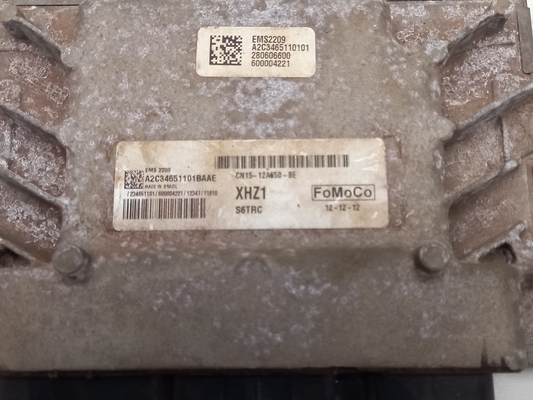 EMS2209
A2C3465110101
280606600
600004221
EMS 2209
A2C34651101BAAE
MADE IN BRAZIL
CN15-12A650-BE
XHZ1
S6TRC
FoMoCo
12-12-12